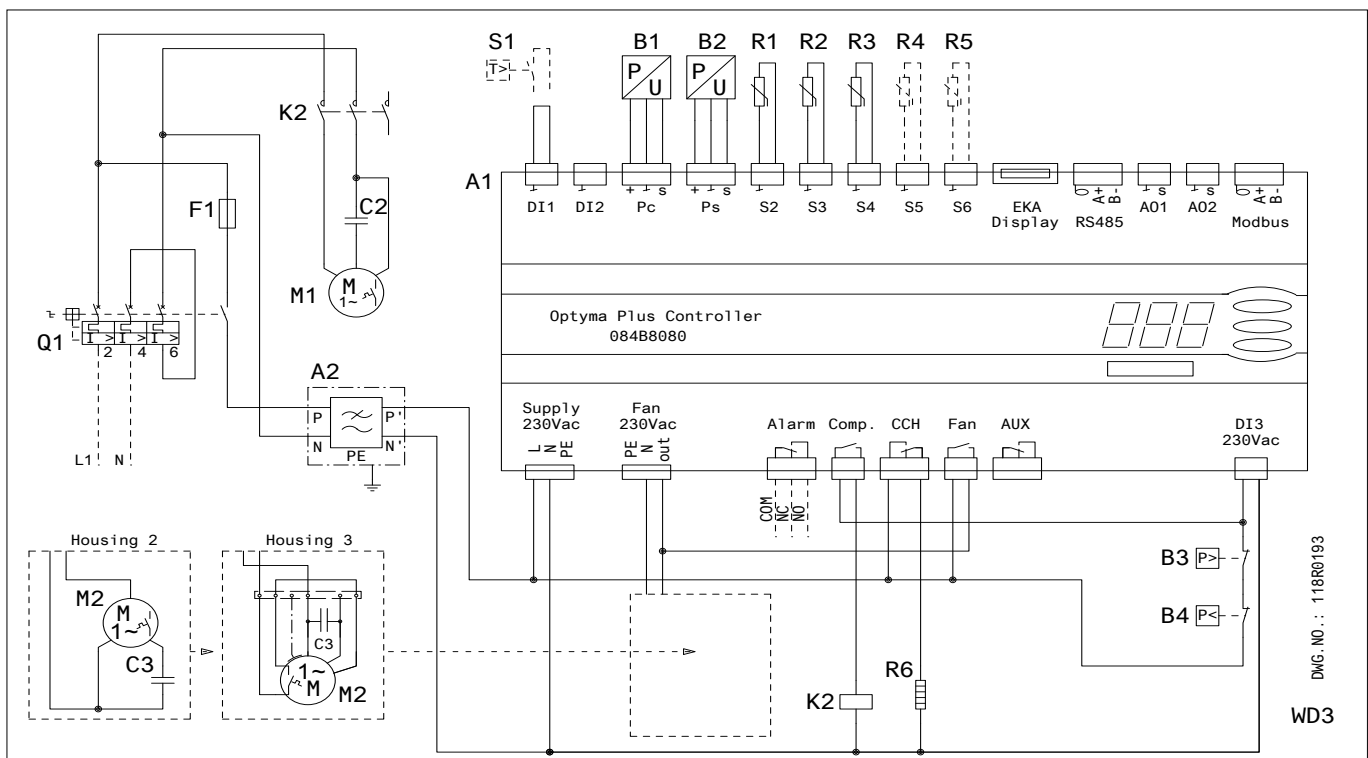 S1 B1 B2 R1 R2 R3 R4 R5
T> P U P U
K2
A1
+ ~ s + ~ s A+ B- s s A+ B-
DI1 DI2 Pc Ps S2 S3 S4 S5 S6 EKA Display RS485 AO1 AO2 Modbus
F1 C2
M1 M 1~
Optyma Plus Controller
084B8080
Q1
I > I > I >
2 4 6
A2
P P'
N N'
PE
L1 N
Supply 230Vac
Fan 230Vac
Alarm Comp. CCH Fan AUX
DI3 230Vac
L N PE
PE N out
COM NC NO
Housing 2
M2
M 1~
C3
Housing 3
C3
1~ M
M2
B3 P>
B4 P<
R6
K2
DWG.NO.: 118R0193
WD3